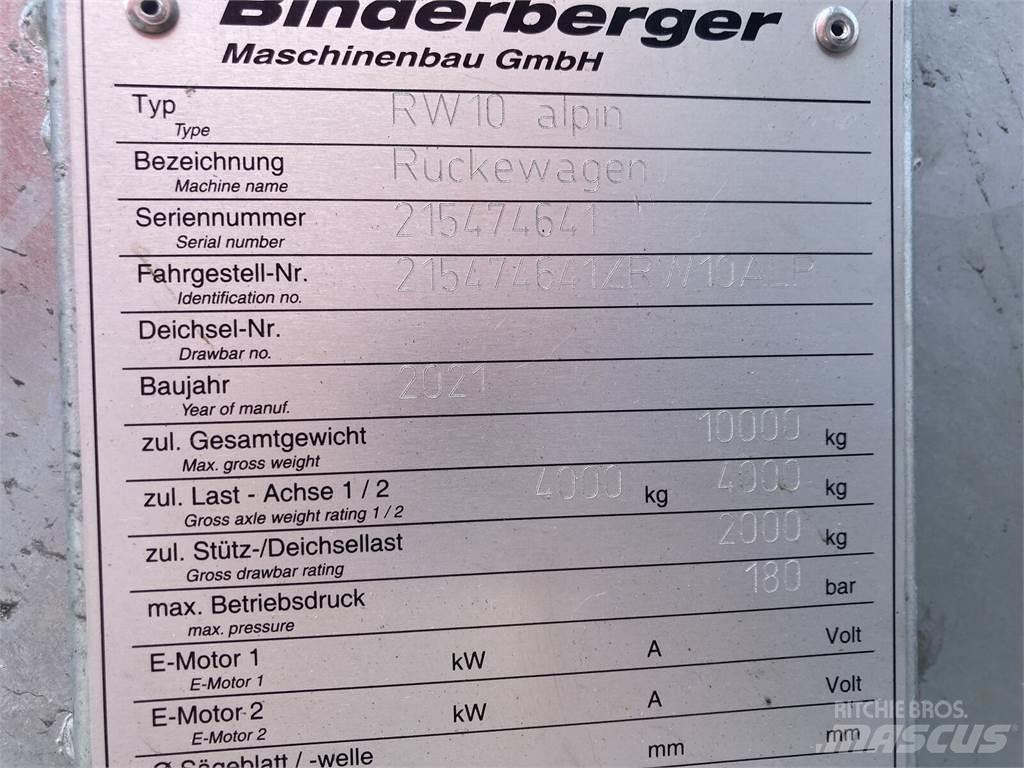 Binderberger
Maschinenbau GmbH
Typ RW10 alpin
Type
Bezeichnung Rückewagen
Machine name
Seriennummer 215474641
Serial number
Fahrgestell-Nr. 215474641ZRW10ALP
Identification no.
Deichsel-Nr.
Drawbar no.
Baujahr 2021
Year of manuf.
zul. Gesamtgewicht 10000 kg
Max. gross weight
zul. Last - Achse 1 / 2 4000 kg 4000 kg
Gross axle weight rating 1 / 2
zul. Stütz-/Deichsellast 2000 kg
Gross drawbar rating
max. Betriebsdruck 180 bar
max. pressure
E-Motor 1 kW A Volt
E-Motor 1
E-Motor 2 kW A Volt
E-Motor 2
Ø Sägeblatt / -welle mm mm
RITCHIE BROS.
MASCUS